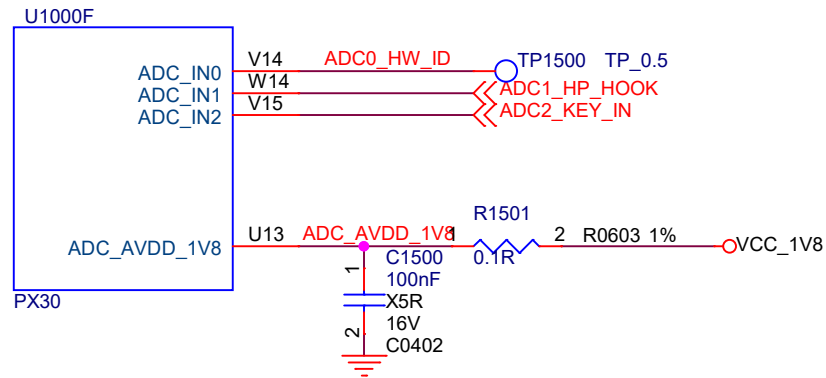 U1000F
ADC_IN0 V14 ADC0_HW_ID TP1500 TP_0.5
ADC_IN1 W14 ADC1_HP_HOOK
ADC_IN2 V15 ADC2_KEY_IN
R1501
ADC_AVDD_1V8 U13 ADC_AVDD_1V8 1 2 R0603 1% VCC_1V8
0.1R
C1500
1 100nF
PX30 X5R
2 16V
C0402